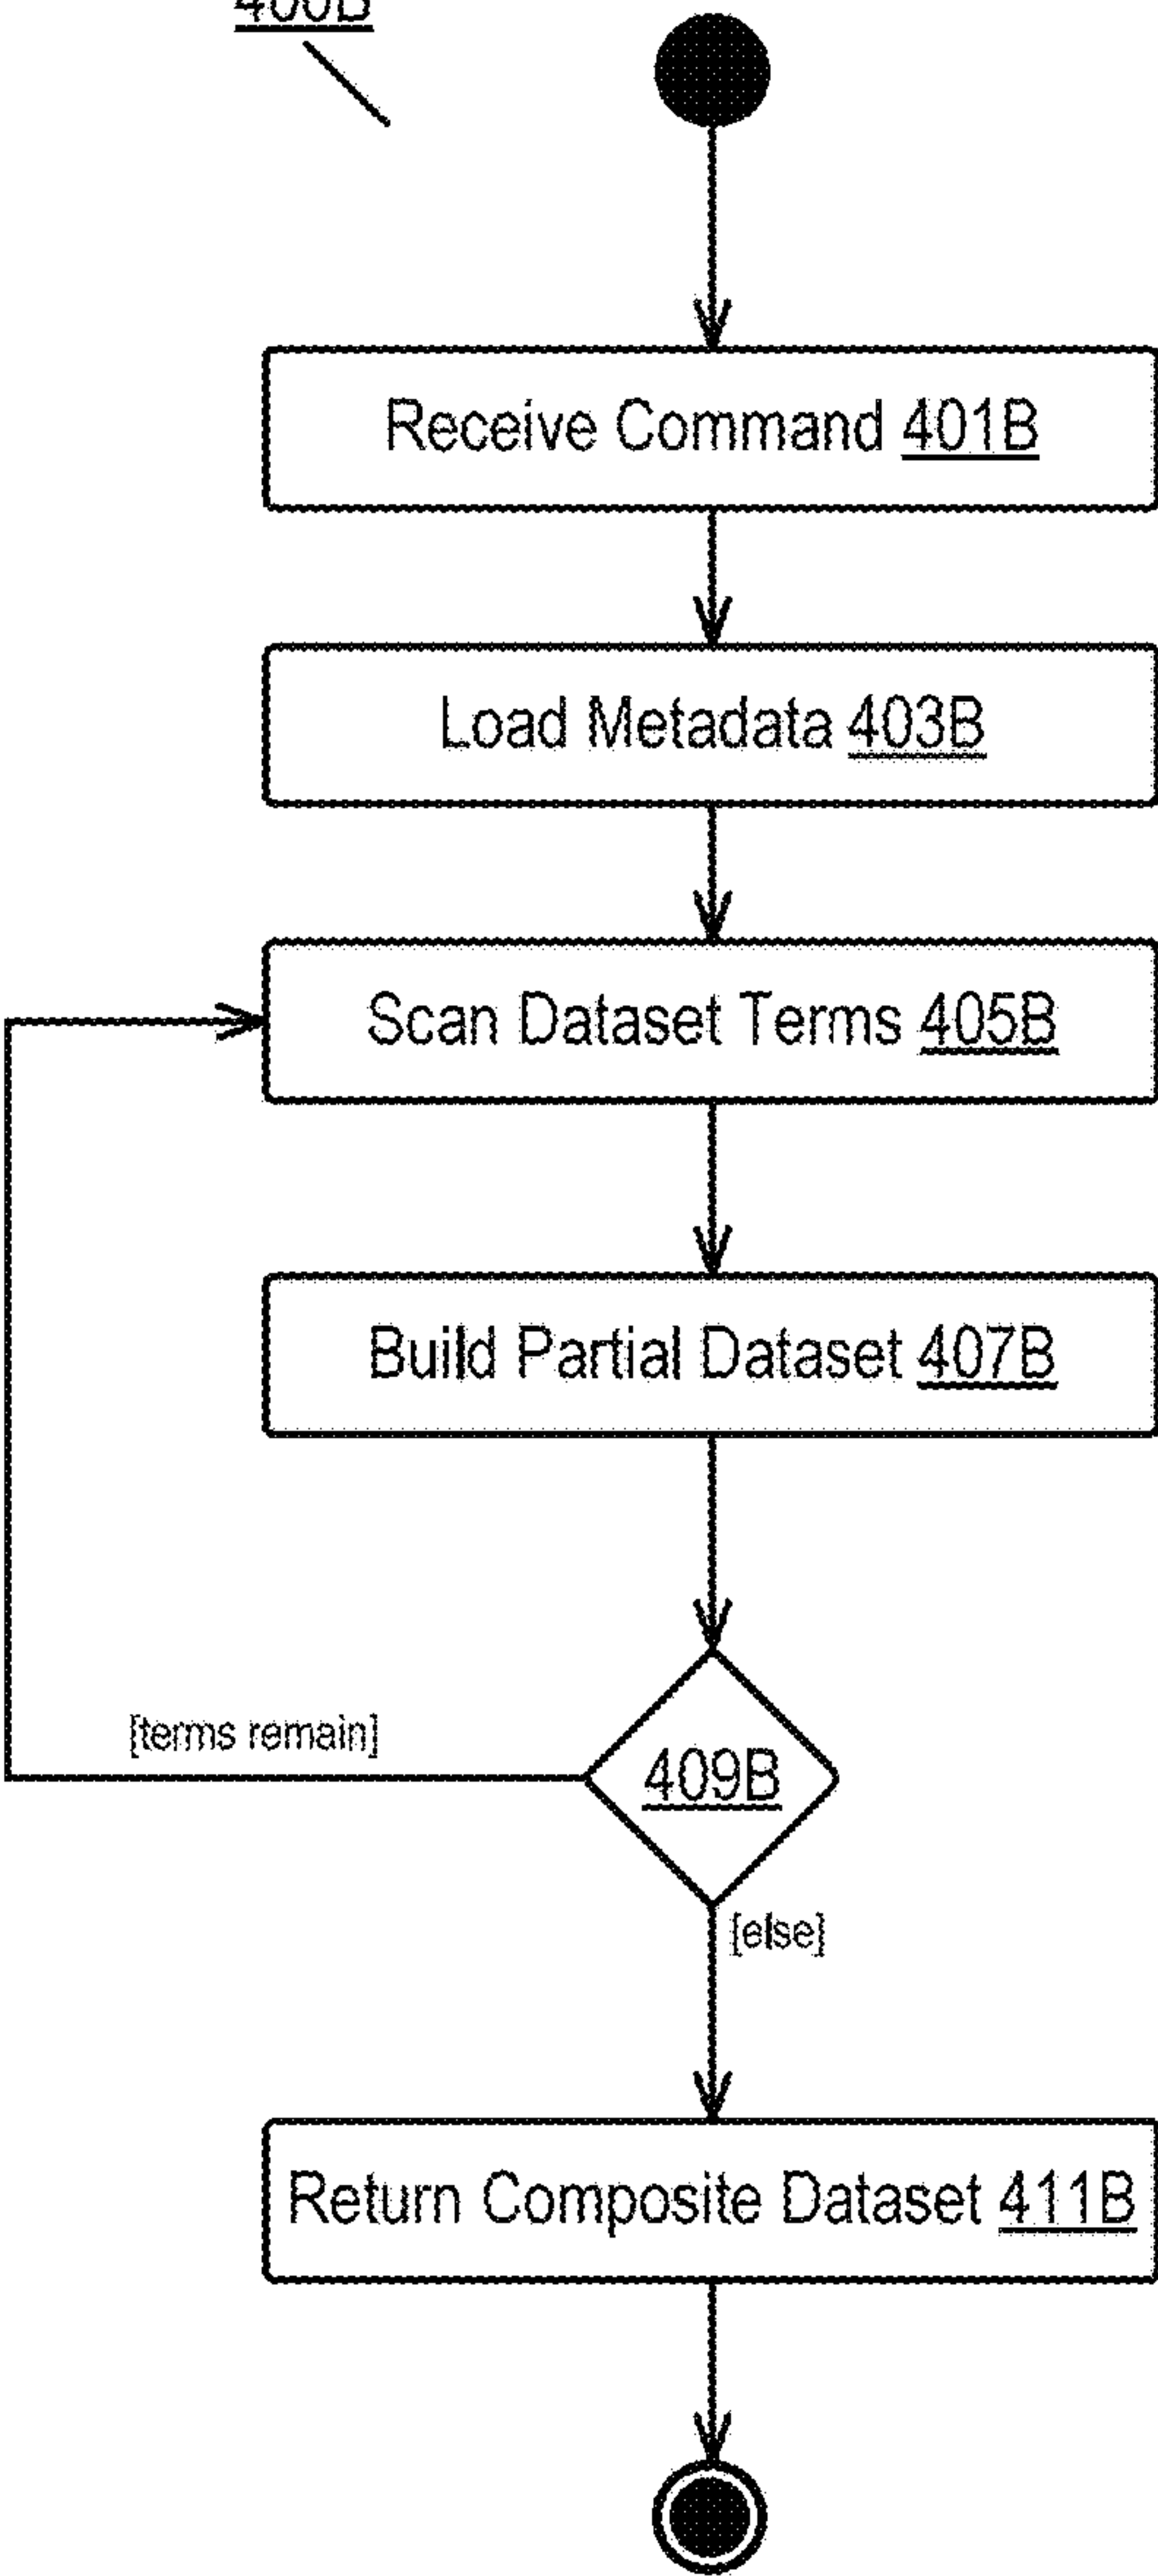 400B
Receive Command 401B
Load Metadata 403B
Scan Dataset Terms 405B
Build Partial Dataset 407B
[terms remain]
409B
[else]
Return Composite Dataset 411B